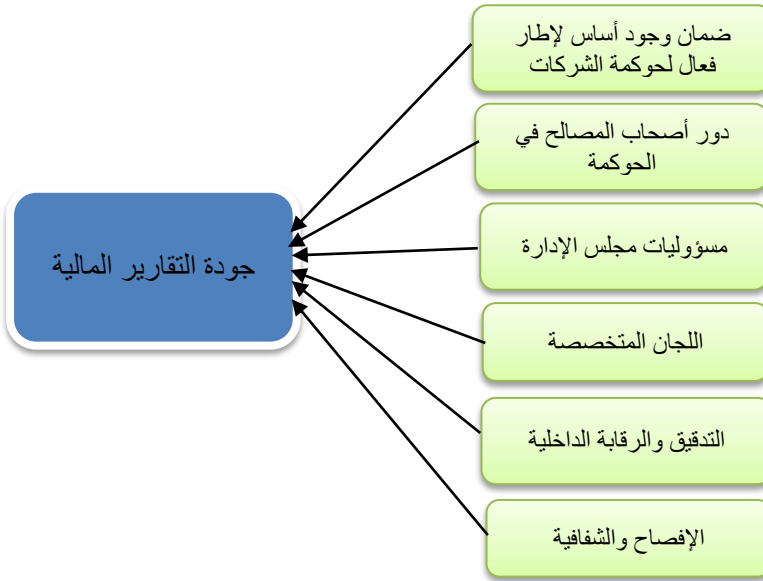 ضمان وجود أساس لإطار
فعال لحوكمة الشركات
دور أصحاب المصالح في
الحوكمة
مسؤوليات مجلس الإدارة
جودة التقارير المالية
اللجان المتخصصة
التدقيق والرقابة الداخلية
الإفصاح والشفافية